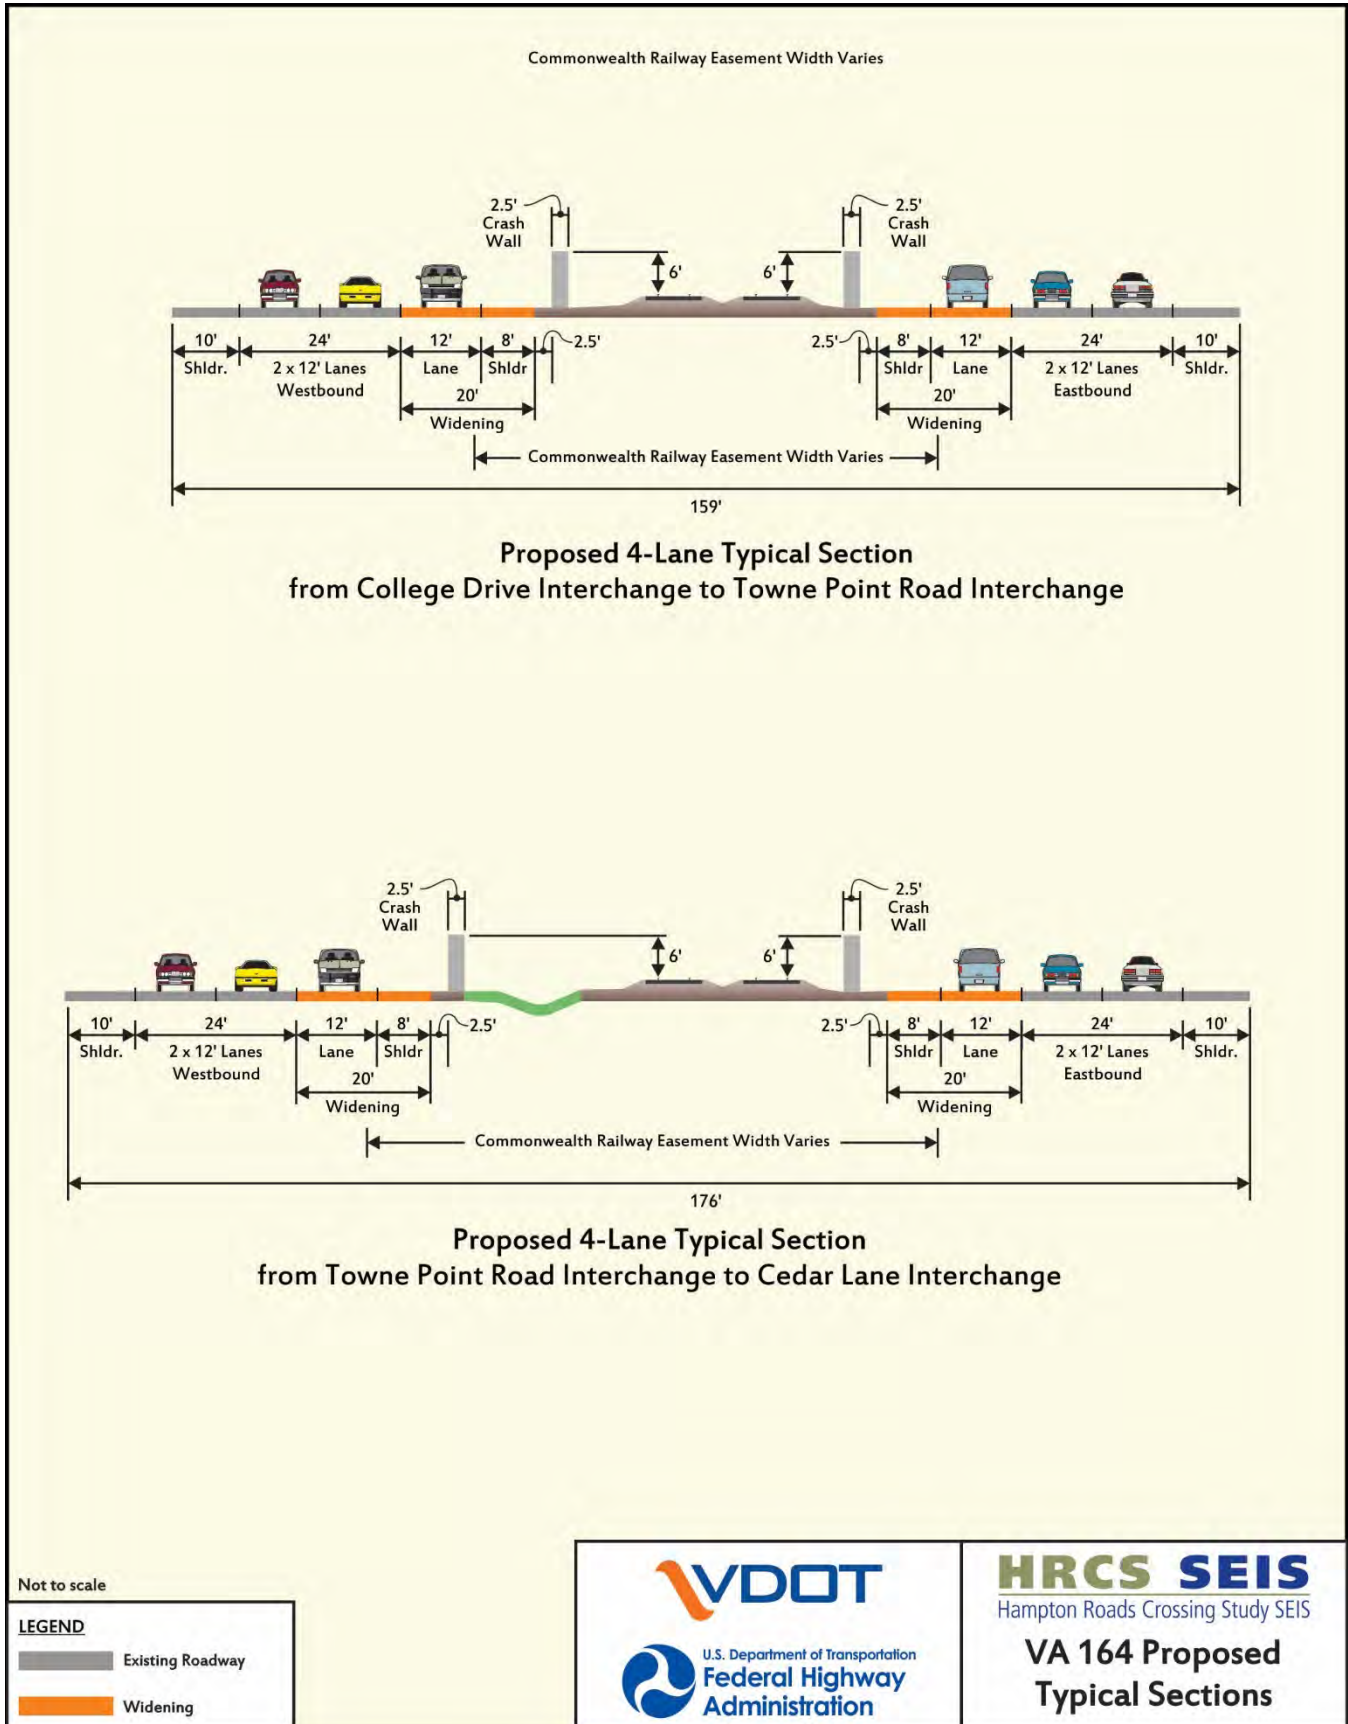 Commonwealth Railway Easement Width Varies
2.5'
Crash
Wall
2.5'
Crash
Wall
6'
6'
10'
Shldr.
24'
2 x 12' Lanes
Westbound
12'
Lane
8'
Shldr
2.5'
2.5'
8'
Shldr
12'
Lane
24'
2 x 12' Lanes
Eastbound
10'
Shldr.
20'
Widening
20'
Widening
Commonwealth Railway Easement Width Varies
159'
Proposed 4-Lane Typical Section
from College Drive Interchange to Towne Point Road Interchange
2.5'
Crash
Wall
2.5'
Crash
Wall
6'
6'
10'
Shldr.
24'
2 x 12' Lanes
Westbound
12'
Lane
8'
Shldr
2.5'
2.5'
8'
Shldr
12'
Lane
24'
2 x 12' Lanes
Eastbound
10'
Shldr.
20'
Widening
20'
Widening
Commonwealth Railway Easement Width Varies
176'
Proposed 4-Lane Typical Section
from Towne Point Road Interchange to Cedar Lane Interchange
Not to scale
LEGEND
Existing Roadway
Widening
VDOT
U.S. Department of Transportation
Federal Highway
Administration
HRCS SEIS
Hampton Roads Crossing Study SEIS
VA 164 Proposed
Typical Sections